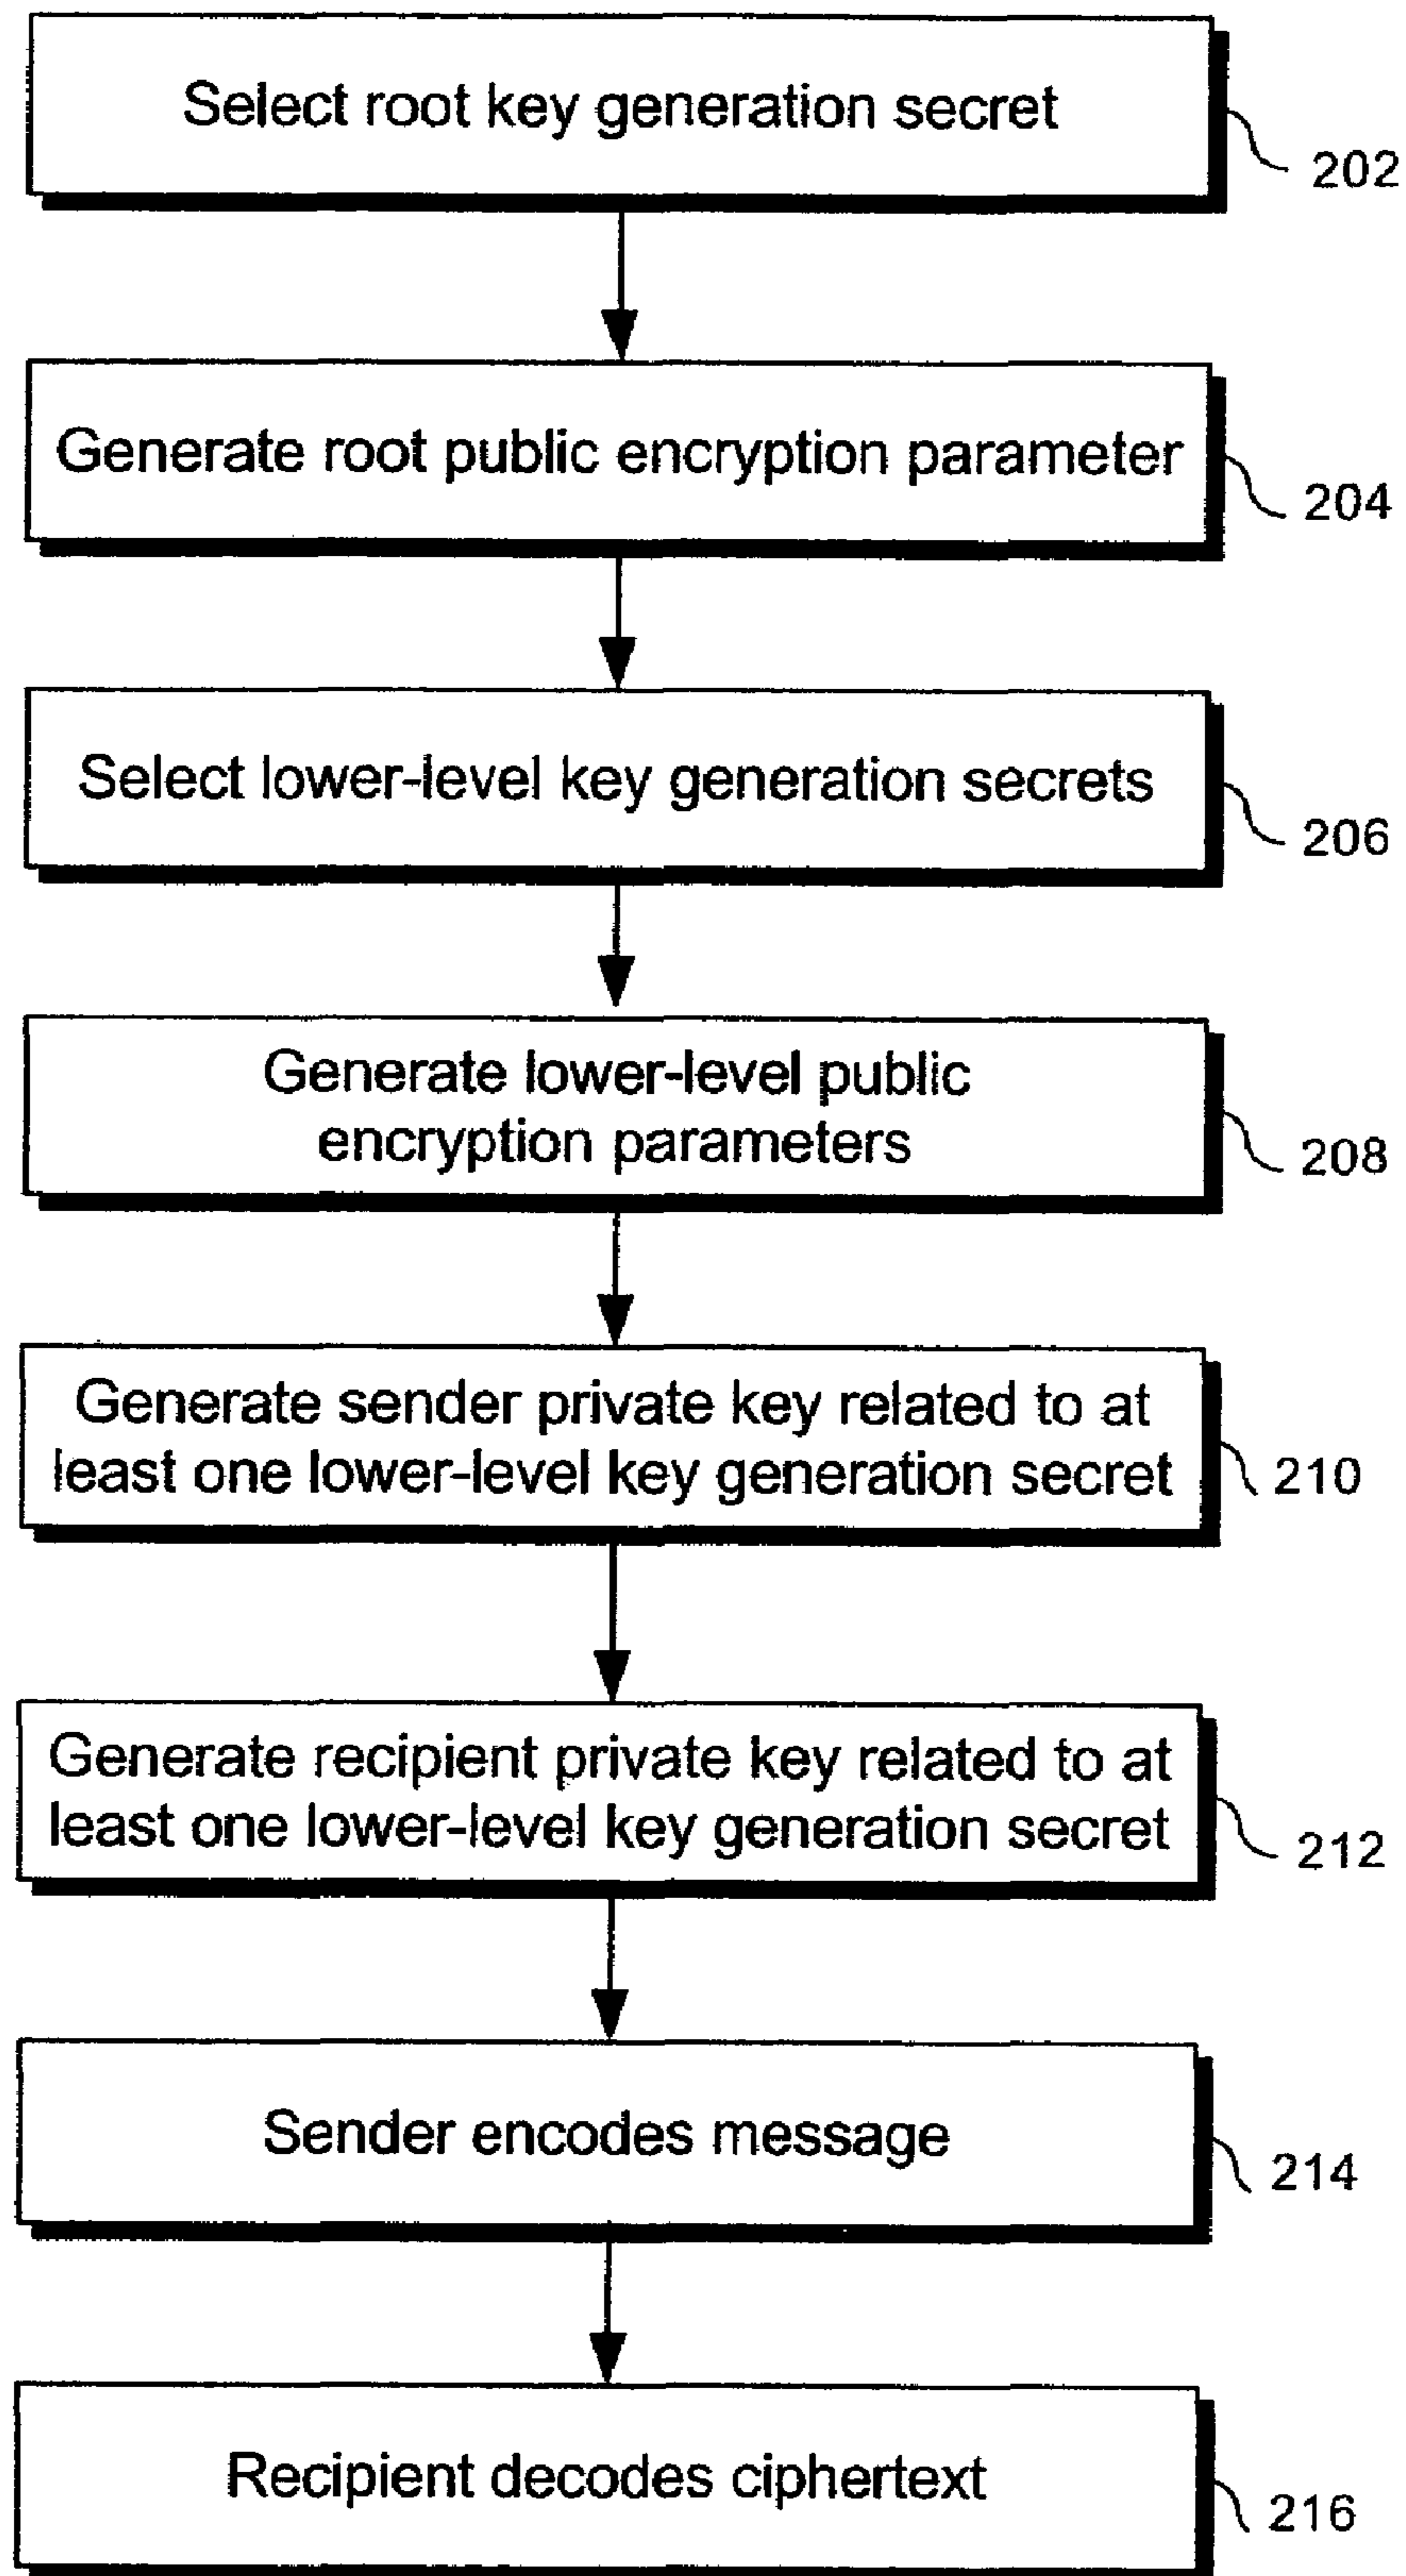 Select root key generation secret
202
Generate root public encryption parameter
204
Select lower-level key generation secrets
206
Generate lower-level public
encryption parameters
208
Generate sender private key related to at
least one lower-level key generation secret
210
Generate recipient private key related to at
least one lower-level key generation secret
212
Sender encodes message
214
Recipient decodes ciphertext
216